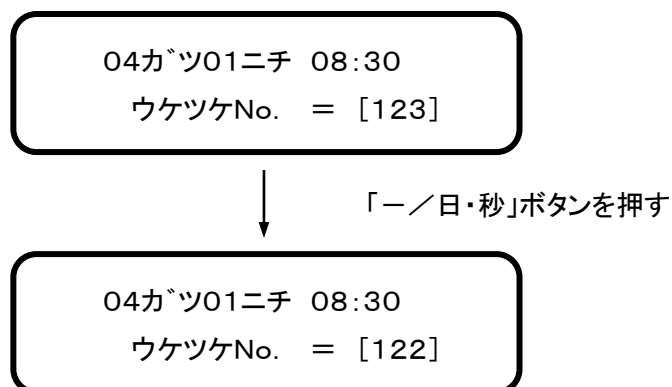 04ガツ01ニチ 08:30
ウケツケNo. = [123]
「－／日・秒」ボタンを押す
04ガツ01ニチ 08:30
ウケツケNo. = [122]